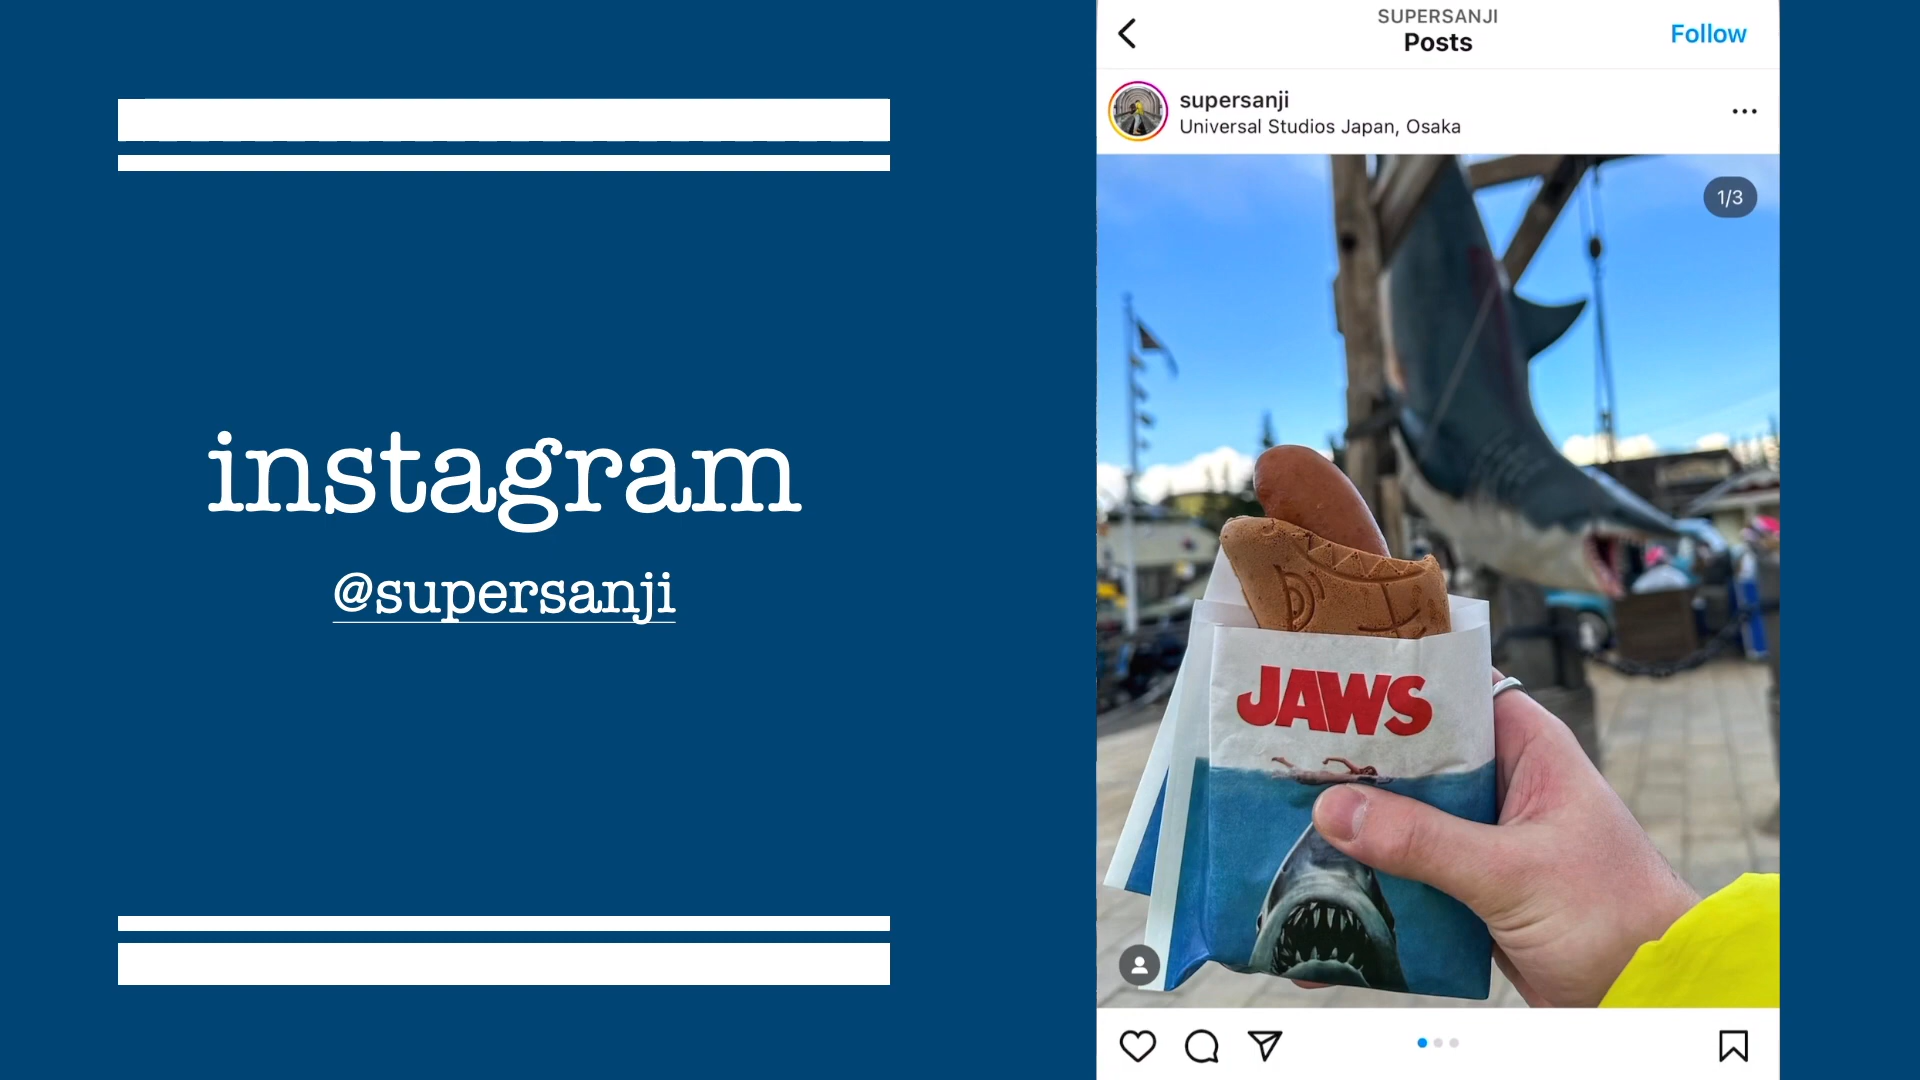 instagram
@supersanji
SUPERSANJI
Posts
Follow
supersanji
Universal Studios Japan, Osaka
1/3
JAWS